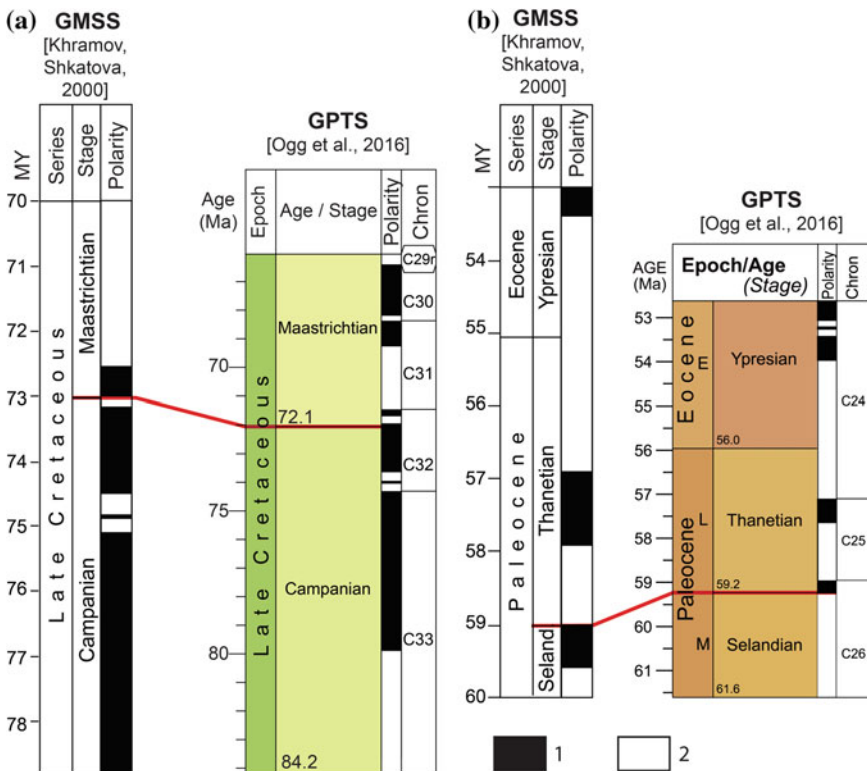 (a)
GMSS
[Khramov,
Shkatova,
2000]
MY
Series
Stage
Polarity
70
71
72
73
74
75
76
77
78
Late Cretaceous
Maastrichtian
Campanian
GPTS
[Ogg et al., 2016]
Age
(Ma)
Epoch
Age / Stage
Polarity
Chron
70
75
80
Late Cretaceous
Maastrichtian
72.1
Campanian
84.2
C29r
C30
C31
C32
C33
(b)
GMSS
[Khramov,
Shkatova,
2000]
MY
Series
Stage
Polarity
54
55
56
57
58
59
60
Eocene
Paleocene
Ypresian
Thanetian
Seland
GPTS
[Ogg et al., 2016]
AGE
(Ma)
Epoch/Age
(Stage)
Polarity
Chron
53
54
55
56
57
58
59
60
61
Eocene
E
Ypresian
56.0
Paleocene
L
Thanetian
59.2
M
Selandian
61.6
C24
C25
C26
1
2